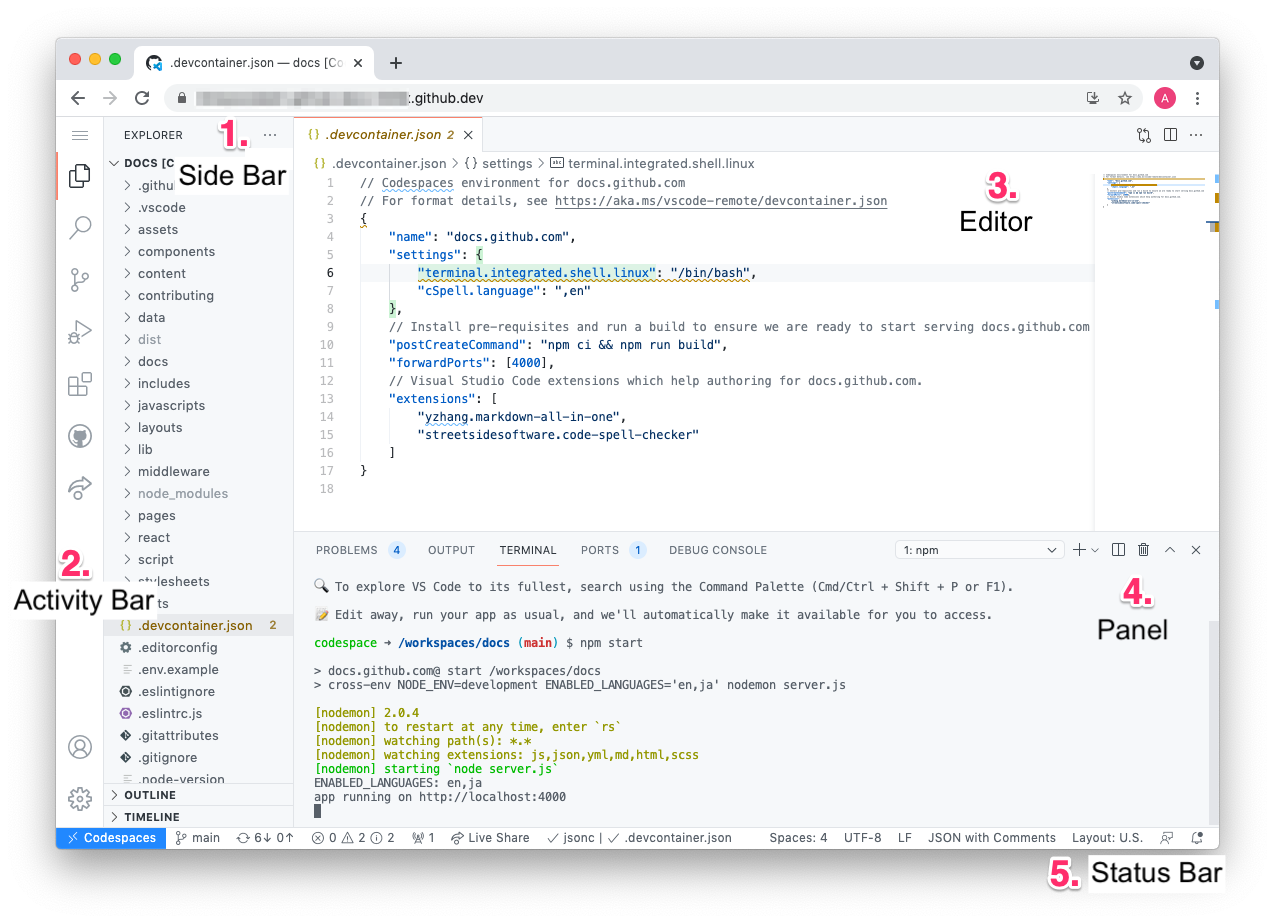 .devcontainer.json — docs [Co
.github.dev
A
EXPLORER
1.
Side Bar
DOCS [C
.githu
.vscode
assets
components
content
contributing
data
dist
docs
includes
javascripts
layouts
lib
middleware
node_modules
pages
react
script
stylesheets
2.
Activity Bar
ts
{} .devcontainer.json 2
.editorconfig
.env.example
.eslintignore
.eslintrc.js
.gitattributes
.gitignore
.node-version
OUTLINE
TIMELINE
{} .devcontainer.json 2
{} .devcontainer.json > {} settings > terminal.integrated.shell.linux
3.
Editor
1 // Codespaces environment for docs.github.com
2 // For format details, see https://aka.ms/vscode-remote/devcontainer.json
3 {
4 "name": "docs.github.com",
5 "settings": {
6 "terminal.integrated.shell.linux": "/bin/bash",
7 "cSpell.language": ",en"
8 },
9 // Install pre-requisites and run a build to ensure we are ready to start serving docs.github.com
10 "postCreateCommand": "npm ci && npm run build",
11 "forwardPorts": [4000],
12 // Visual Studio Code extensions which help authoring for docs.github.com.
13 "extensions": [
14 "yzhang.markdown-all-in-one",
15 "streetsidesoftware.code-spell-checker"
16 ]
17 }
18
PROBLEMS 4 OUTPUT TERMINAL PORTS 1 DEBUG CONSOLE 1: npm
4.
Panel
To explore VS Code to its fullest, search using the Command Palette (Cmd/Ctrl + Shift + P or F1).
Edit away, run your app as usual, and we'll automatically make it available for you to access.
codespace → /workspaces/docs (main) $ npm start
> docs.github.com@ start /workspaces/docs
> cross-env NODE_ENV=development ENABLED_LANGUAGES='en,ja' nodemon server.js
[nodemon] 2.0.4
[nodemon] to restart at any time, enter `rs`
[nodemon] watching path(s): *.*
[nodemon] watching extensions: js,json,yml,md,html,scss
[nodemon] starting `node server.js`
ENABLED_LANGUAGES: en,ja
app running on http://localhost:4000
Codespaces main 6↓ 0↑ 0 2 2 1 Live Share ✓ jsonc | ✓ .devcontainer.json Spaces: 4 UTF-8 LF JSON with Comments Layout: U.S.
5. Status Bar